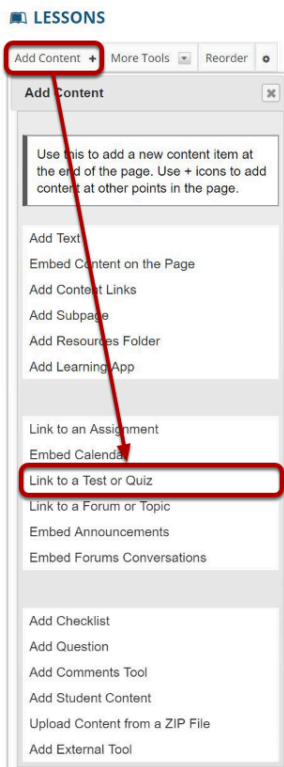 LESSONS
Add Content + More Tools Reorder
Add Content
Use this to add a new content item at
the end of the page. Use + icons to add
content at other points in the page.
Add Text
Embed Content on the Page
Add Content Links
Add Subpage
Add Resources Folder
Add Learning App
Link to an Assignment
Embed Calendar
Link to a Test or Quiz
Link to a Forum or Topic
Embed Announcements
Embed Forums Conversations
Add Checklist
Add Question
Add Comments Tool
Add Student Content
Upload Content from a ZIP File
Add External Tool